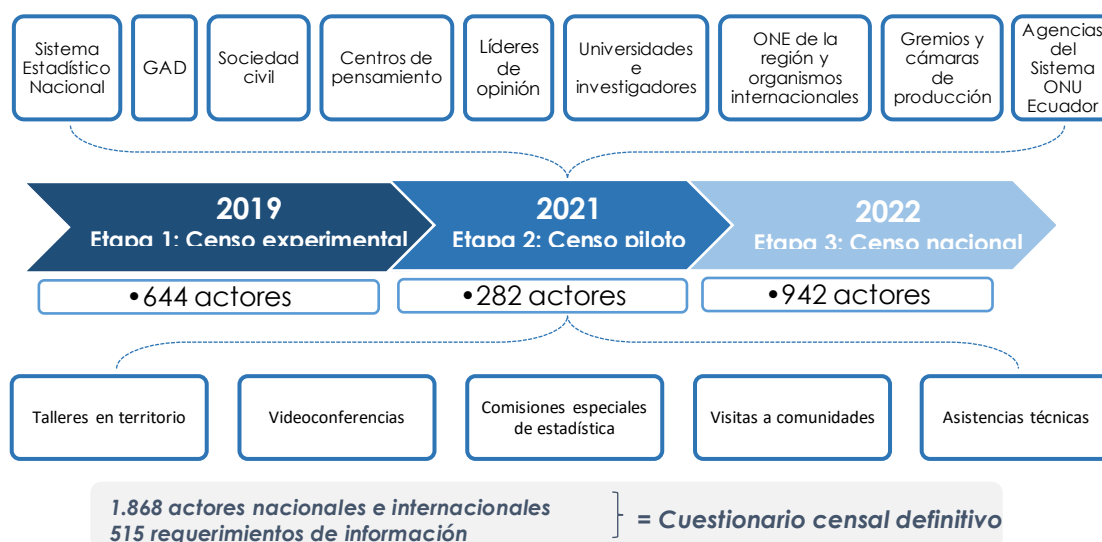 Sistema
Estadístico
Nacional
GAD
Sociedad
civil
Centros de
pensamiento
Líderes
de
opinión
Universidades
e
investigadores
ONE de la
región y
organismos
internacionales
Gremios y
cámaras
de
producción
Agencias
del
Sistema
ONU
Ecuador
2019
Etapa 1: Censo experimental
2021
Etapa 2: Censo piloto
2022
Etapa 3: Censo nacional
•644 actores
•282 actores
•942 actores
Talleres en territorio
Videoconferencias
Comisiones especiales
de estadística
Visitas a comunidades
Asistencias técnicas
1.868 actores nacionales e internacionales
515 requerimientos de información
= Cuestionario censal definitivo